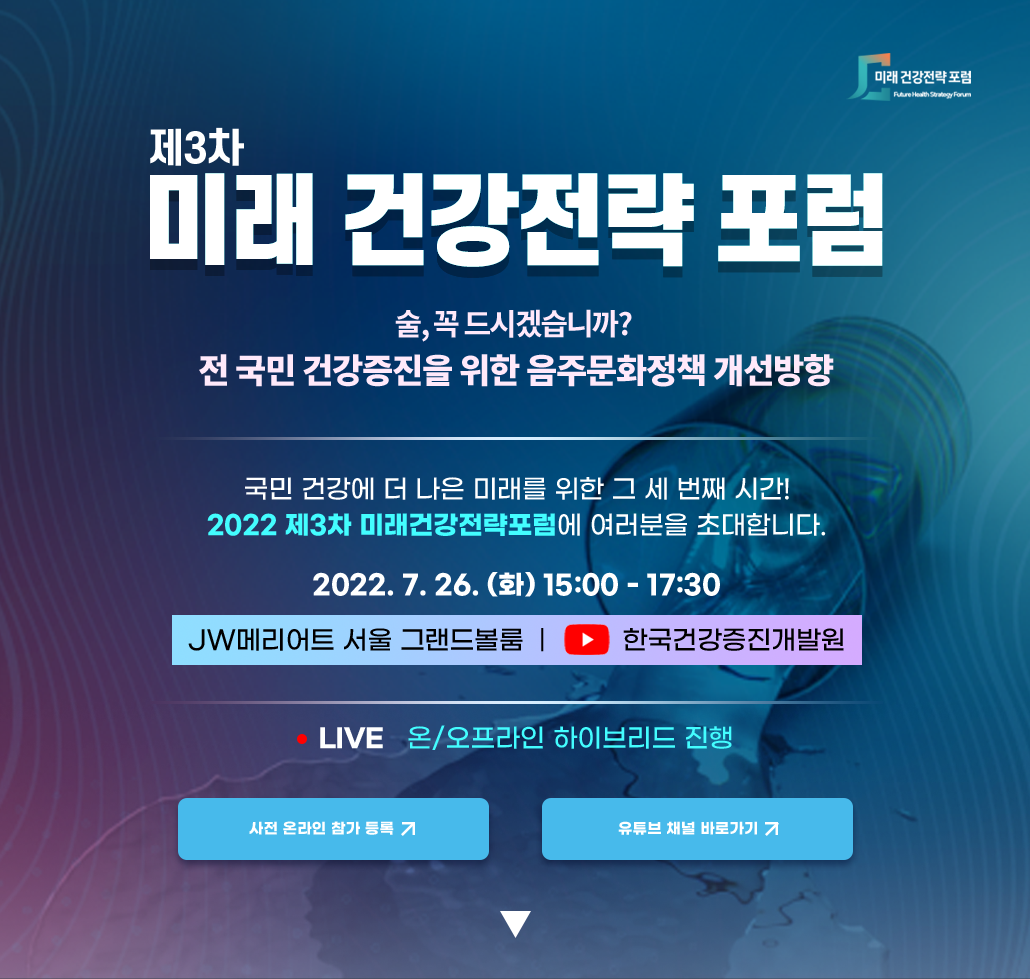 미래 건강전략 포럼
Future Health Strategy Forum
제3차
미래 건강전략 포럼
술, 꼭 드시겠습니까?
전 국민 건강증진을 위한 음주문화정책 개선방향
국민 건강에 더 나은 미래를 위한 그 세 번째 시간!
2022 제3차 미래건강전략포럼에 여러분을 초대합니다.
2022. 7. 26. (화) 15:00 - 17:30
JW메리어트 서울 그랜드볼룸 | 한국건강증진개발원
LIVE 온/오프라인 하이브리드 진행
사전 온라인 참가 등록
유튜브 채널 바로가기